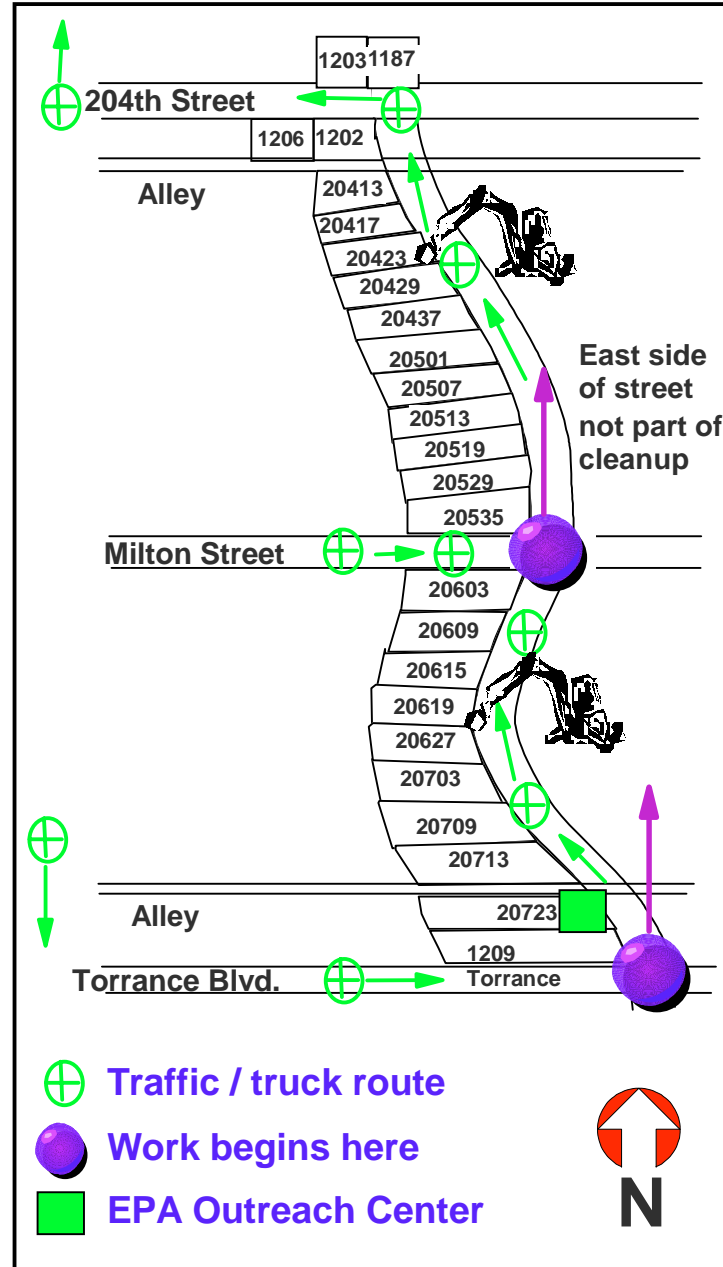 1203
1187
204th Street
1206
1202
Alley
20413
20417
20423
20429
20437
20501
20507
20513
20519
20529
20535
East side
of street
not part of
cleanup
Milton Street
20603
20609
20615
20619
20627
20703
20709
20713
Alley
20723
1209
Torrance Blvd.
Torrance
Traffic / truck route
Work begins here
EPA Outreach Center
N